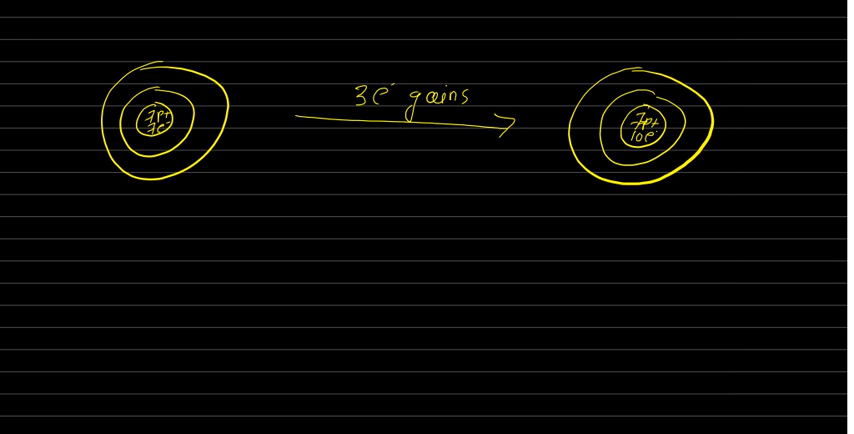 3e⁻ gains
7p+
7e⁻
7p+
10e⁻